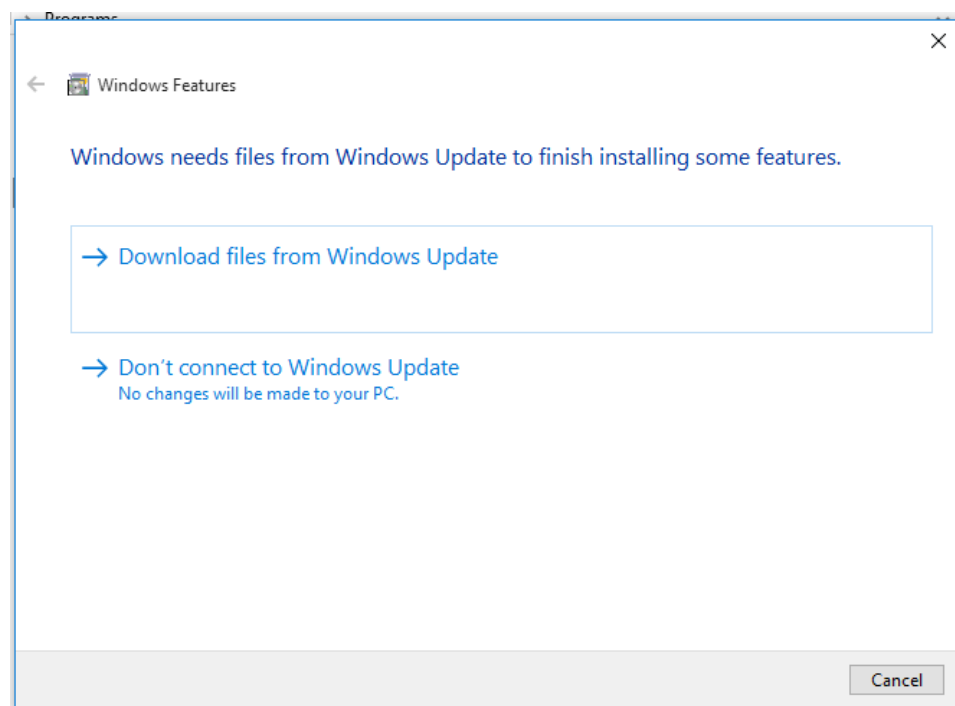 Programs
Windows Features
Windows needs files from Windows Update to finish installing some features.
Download files from Windows Update
Don't connect to Windows Update
No changes will be made to your PC.
Cancel